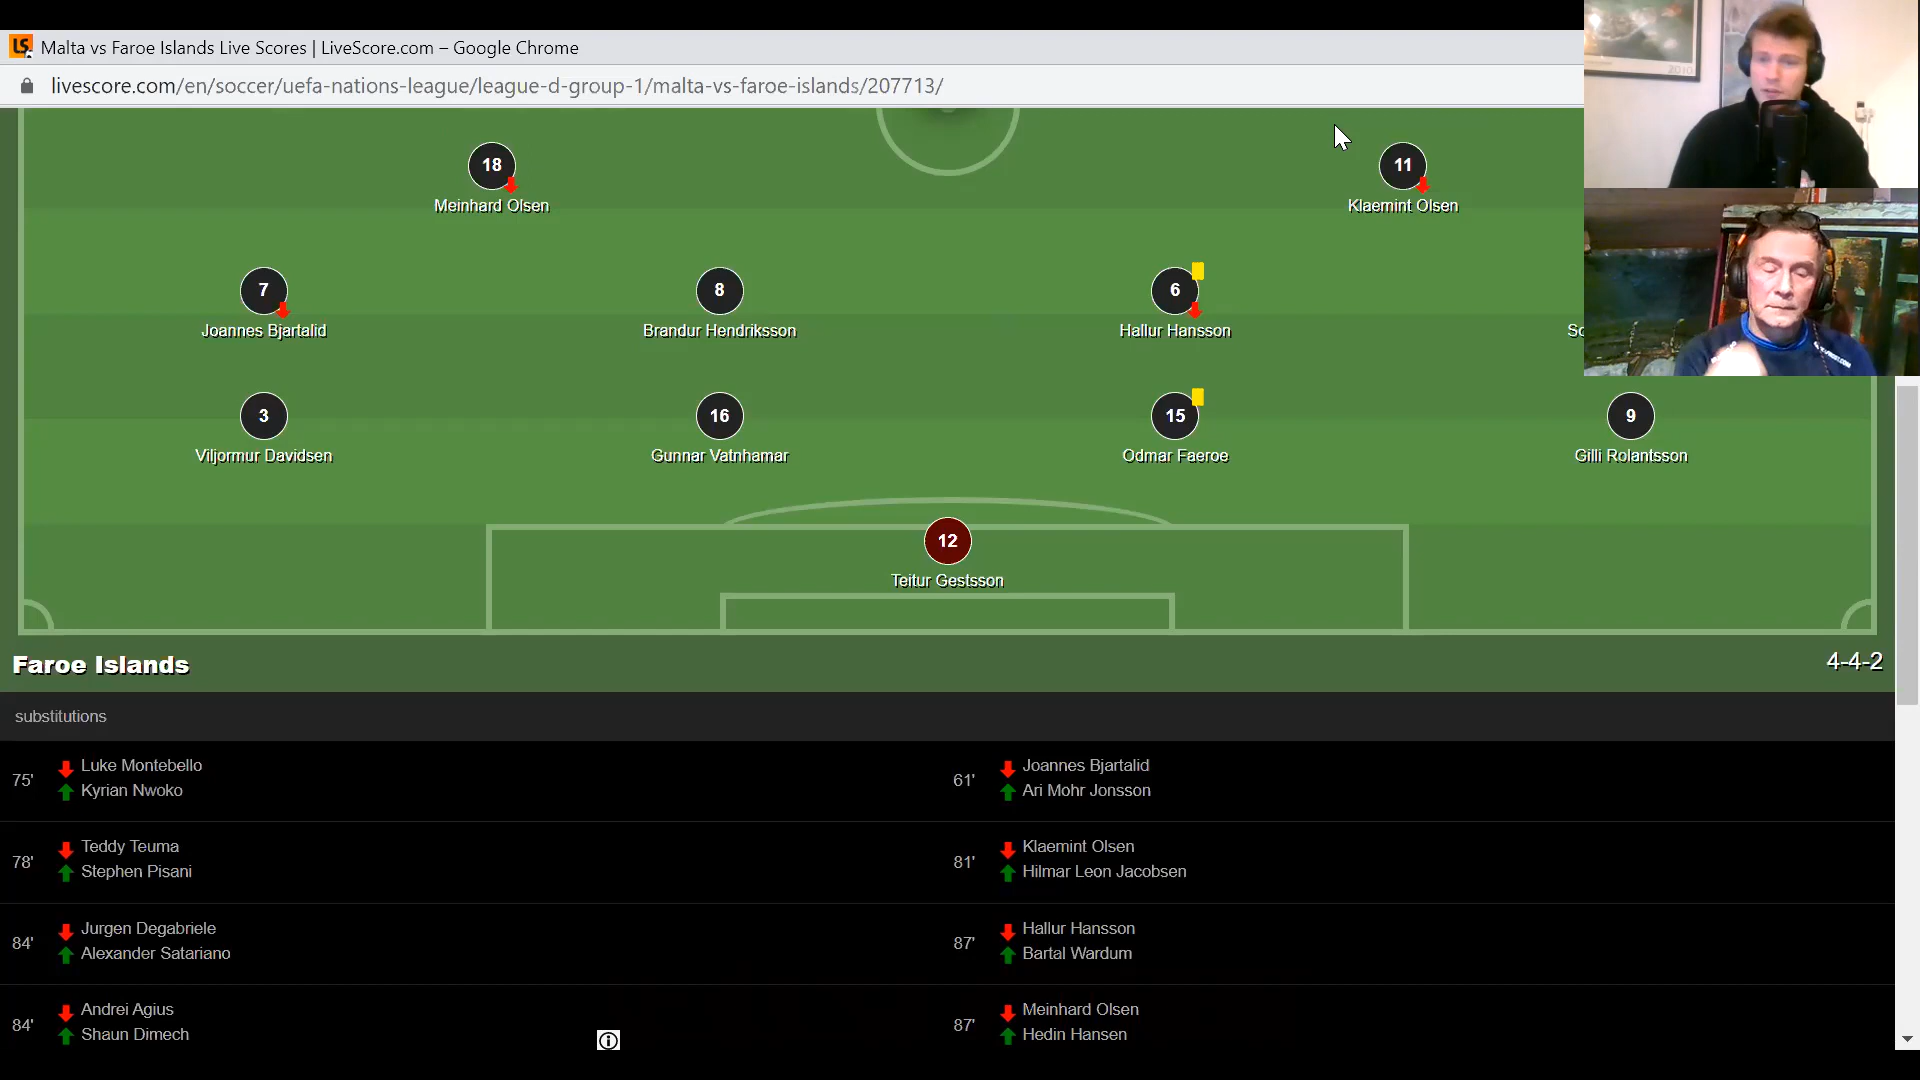 Malta vs Faroe Islands Live Scores | LiveScore.com – Google Chrome
livescore.com/en/soccer/uefa-nations-league/league-d-group-1/malta-vs-faroe-islands/207713/
2010
18 11
Meinhard Olsen Klaemint Olsen
7 8 6
Joannes Bjartalid Brandur Hendriksson Hallur Hansson
3 16 15 9
Viljormur Davidsen Gunnar Vatnhamar Odmar Faeroe Gilli Rolantsson
12
Teitur Gestsson
Faroe Islands 4-4-2
substitutions
75' Luke Montebello
Kyrian Nwoko
61' Joannes Bjartalid
Ari Mohr Jonsson
78' Teddy Teuma
Stephen Pisani
81' Klaemint Olsen
Hilmar Leon Jacobsen
84' Jurgen Degabriele
Alexander Satariano
87' Hallur Hansson
Bartal Wardum
84' Andrei Agius
Shaun Dimech
87' Meinhard Olsen
Hedin Hansen